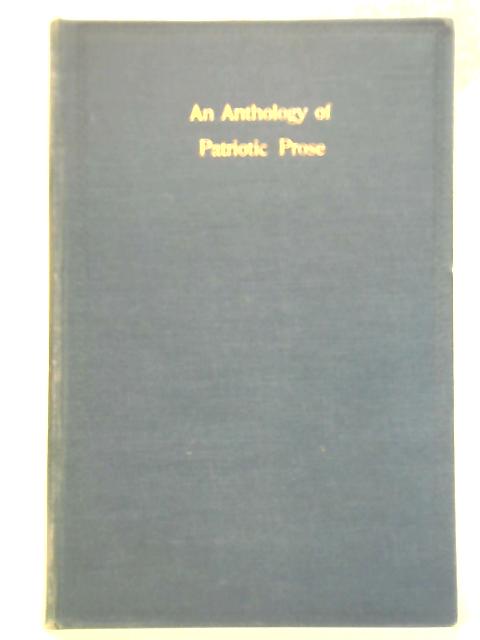 An Anthology of
Patriotic Prose